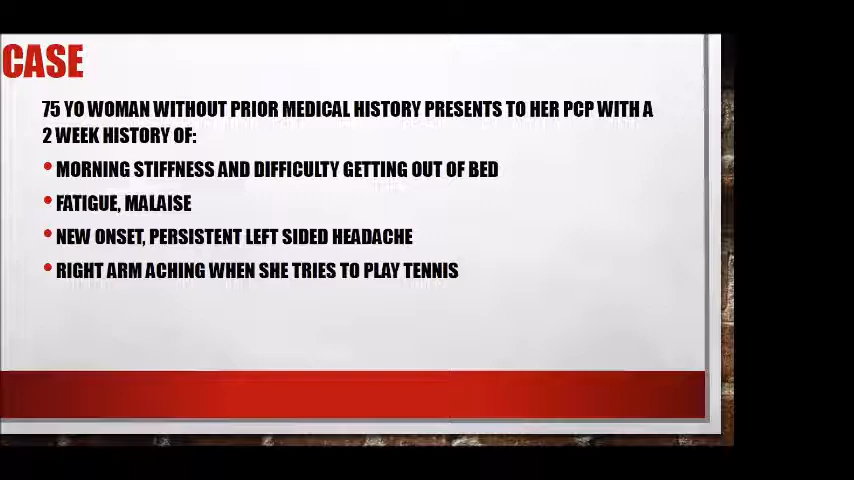 CASE
75 YO WOMAN WITHOUT PRIOR MEDICAL HISTORY PRESENTS TO HER PCP WITH A
2 WEEK HISTORY OF:
• MORNING STIFFNESS AND DIFFICULTY GETTING OUT OF BED
• FATIGUE, MALAISE
• NEW ONSET, PERSISTENT LEFT SIDED HEADACHE
• RIGHT ARM ACHING WHEN SHE TRIES TO PLAY TENNIS